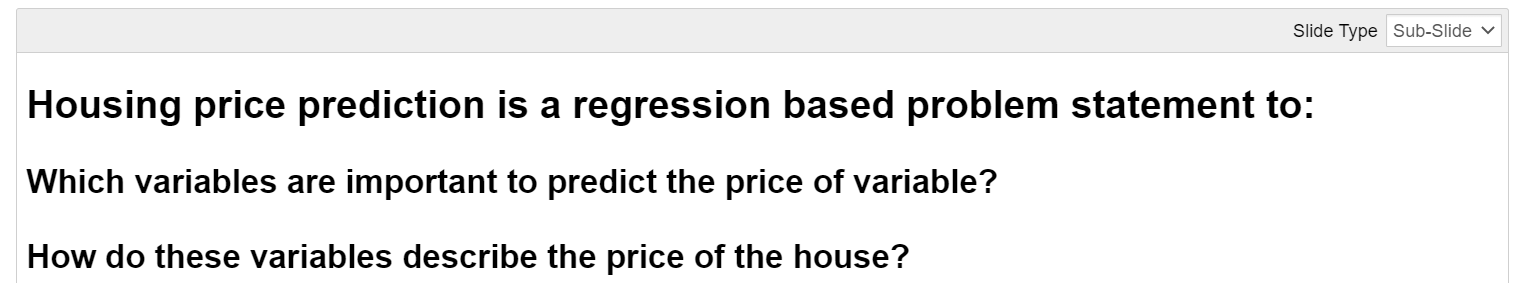 Slide Type Sub-Slide
Housing price prediction is a regression based problem statement to:
Which variables are important to predict the price of variable?
How do these variables describe the price of the house?